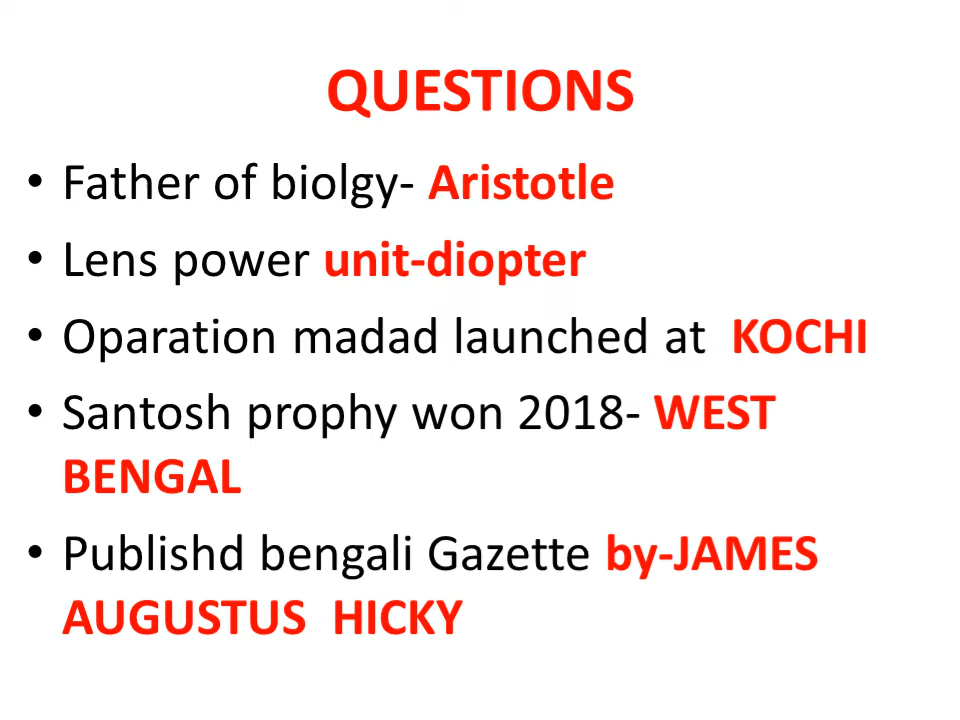 QUESTIONS
• Father of biolgy- Aristotle
• Lens power unit-diopter
• Oparation madad launched at  KOCHI
• Santosh prophy won 2018- WEST
BENGAL
• Publishd bengali Gazette by-JAMES
AUGUSTUS  HICKY